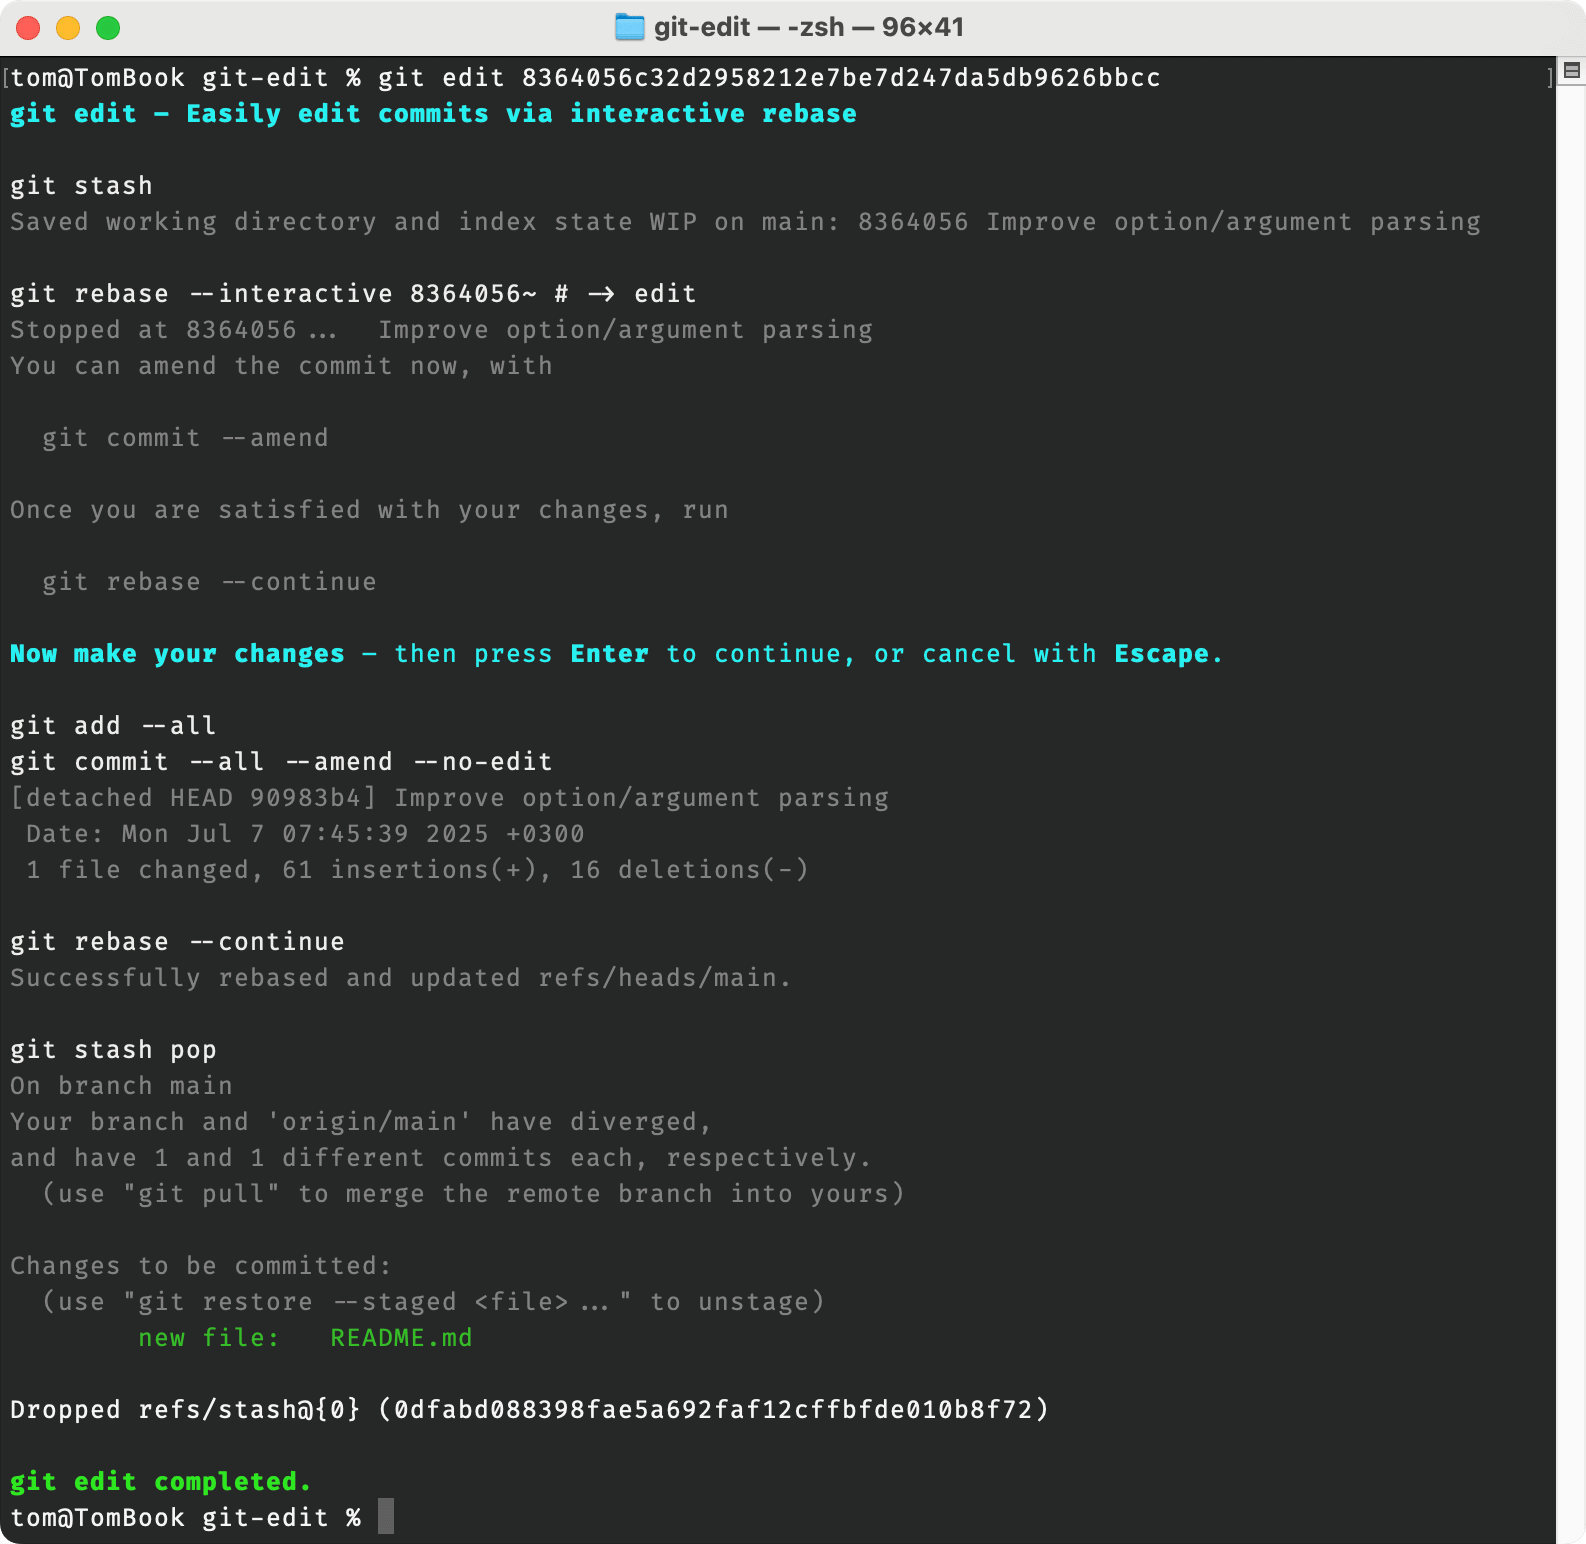 git-edit — -zsh — 96×41
tom@TomBook git-edit % git edit 8364056c32d2958212e7be7d247da5db9626bbcc
git edit – Easily edit commits via interactive rebase
git stash
Saved working directory and index state WIP on main: 8364056 Improve option/argument parsing
git rebase --interactive 8364056~ # -> edit
Stopped at 8364056...  Improve option/argument parsing
You can amend the commit now, with
git commit --amend
Once you are satisfied with your changes, run
git rebase --continue
Now make your changes – then press Enter to continue, or cancel with Escape.
git add --all
git commit --all --amend --no-edit
[detached HEAD 90983b4] Improve option/argument parsing
Date: Mon Jul 7 07:45:39 2025 +0300
1 file changed, 61 insertions(+), 16 deletions(-)
git rebase --continue
Successfully rebased and updated refs/heads/main.
git stash pop
On branch main
Your branch and 'origin/main' have diverged,
and have 1 and 1 different commits each, respectively.
(use "git pull" to merge the remote branch into yours)
Changes to be committed:
(use "git restore --staged <file>..." to unstage)
new file:   README.md
Dropped refs/stash@{0} (0dfabd088398fae5a692faf12cffbfde010b8f72)
git edit completed.
tom@TomBook git-edit %